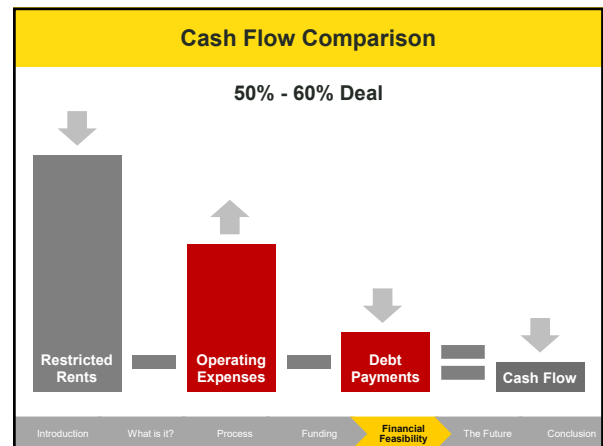 Cash Flow Comparison
50% - 60% Deal
Restricted
Rents
Operating
Expenses
Debt
Payments
Cash Flow
Introduction
What is it?
Process
Funding
Financial
Feasibility
The Future
Conclusion